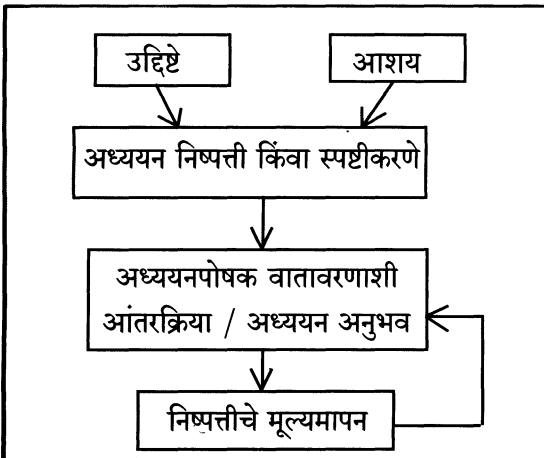 उद्दिष्टे
आशय
अध्ययन निष्पत्ती किंवा स्पष्टीकरणे
अध्ययनपोषक वातावरणाशी
आंतरक्रिया / अध्ययन अनुभव
निष्पत्तीचे मूल्यमापन